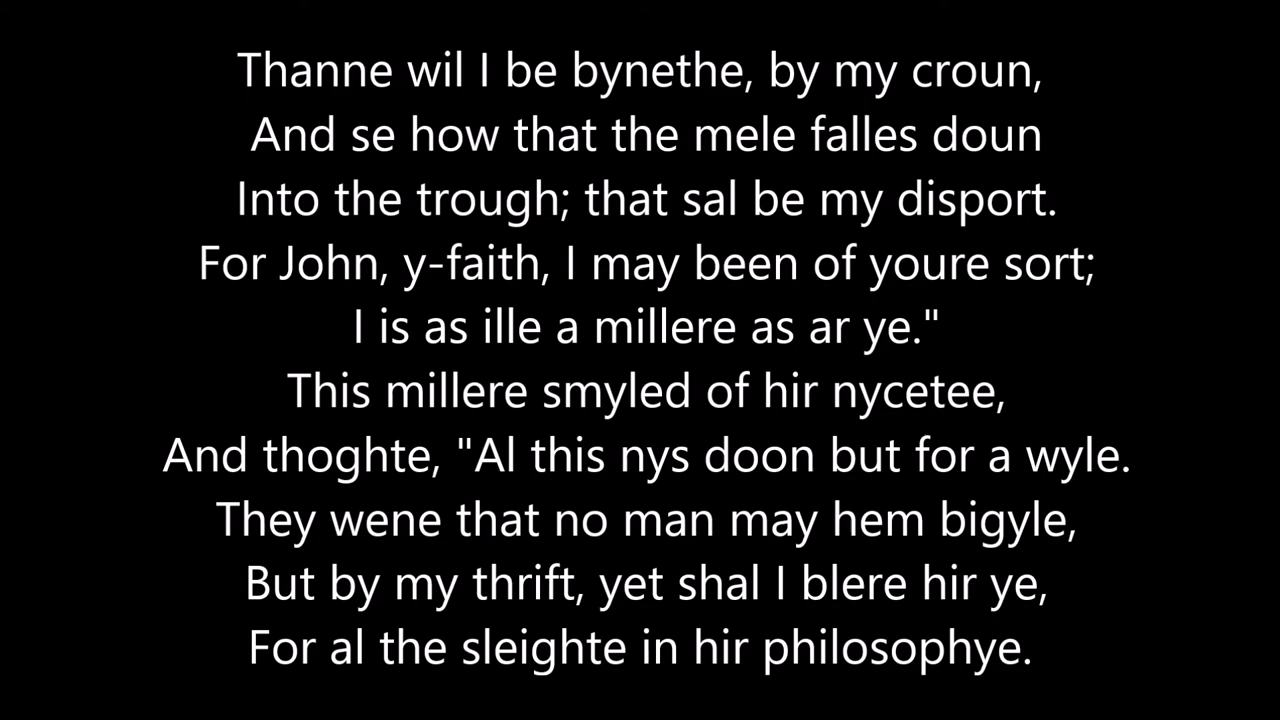 Thanne wil I be bynethe, by my croun,
And se how that the mele falles doun
Into the trough; that sal be my disport.
For John, y-faith, I may been of youre sort;
I is as ille a millere as ar ye."
This millere smyled of hir nycetee,
And thoghte, "Al this nys doon but for a wyle.
They wene that no man may hem bigyle,
But by my thrift, yet shal I blere hir ye,
For al the sleighte in hir philosophye.